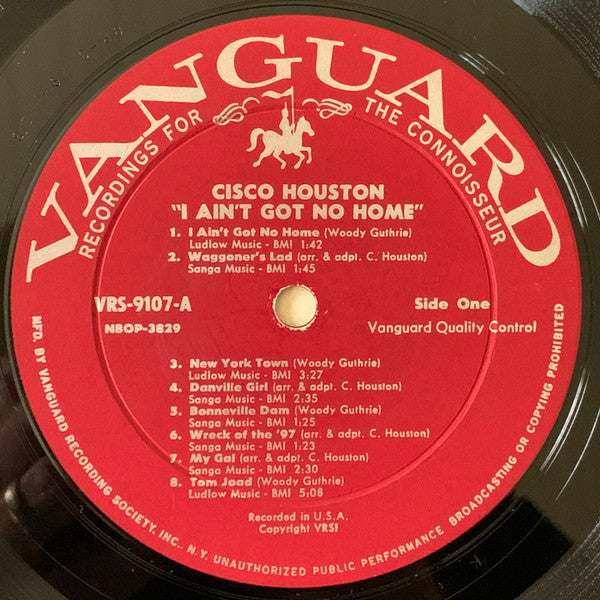 VANGUARD
RECORDINGS FOR THE CONNOISSEUR
CISCO HOUSTON
"I AIN'T GOT NO HOME"
1. I Ain't Got No Home (Woody Guthrie)
Ludlow Music - BMI 1:42
2. Waggoner's Lad (arr. & adpt. C. Houston)
Sanga Music - BMI 1:45
VRS-9107-A
Side One
N8OP-3829
Vanguard Quality Control
3. New York Town (Woody Guthrie)
Ludlow Music - BMI 3:27
4. Danville Girl (arr. & adpt. C. Houston)
Sanga Music - BMI 2:35
5. Bonneville Dam (Woody Guthrie)
Sanga Music - BMI 1:25
6. Wreck of the '97 (arr. & adpt. C. Houston)
Sanga Music - BMI 1:23
7. My Gal (arr. & adpt. C. Houston)
Sanga Music - BMI 2:30
8. Tom Joad (Woody Guthrie)
Ludlow Music - BMI 5:08
Recorded in U.S.A.
Copyright VRSI
MFD. BY VANGUARD RECORDING SOCIETY, INC., N.Y. UNAUTHORIZED PUBLIC PERFORMANCE BROADCASTING OR COPYING PROHIBITED